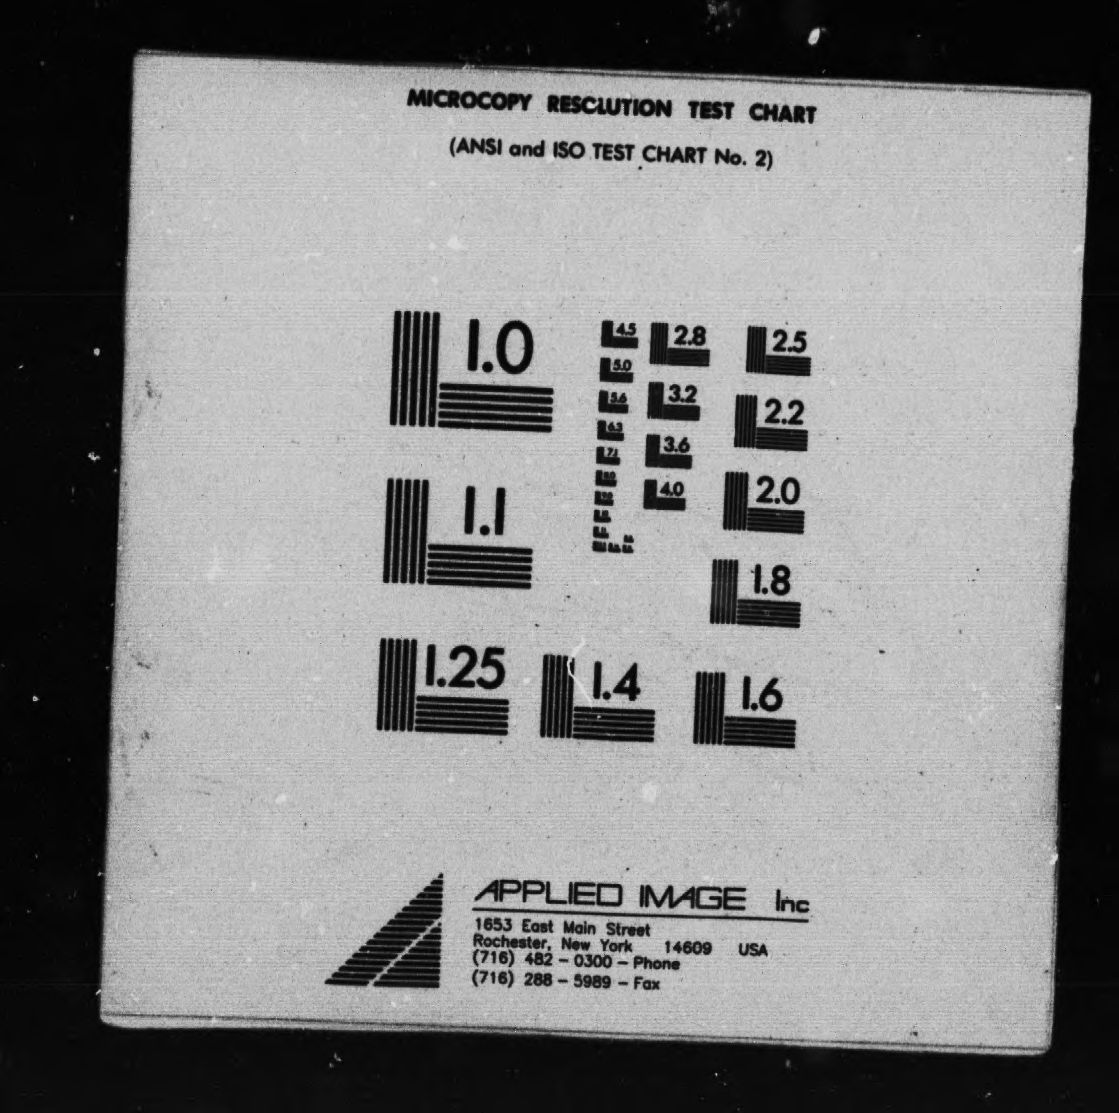 MICROCOPY RESOLUTION TEST CHART
(ANSI and ISO TEST CHART No. 2)
1.0
4.5 2.8 2.5
5.0
5.6 3.2 2.2
6.3
7.1 3.6
4.0 2.0
1.1
1.8
1.25 1.4 1.6
APPLIED IMAGE Inc
1653 East Main Street
Rochester, New York 14609 USA
(716) 482 - 0300 - Phone
(716) 288 - 5989 - Fax